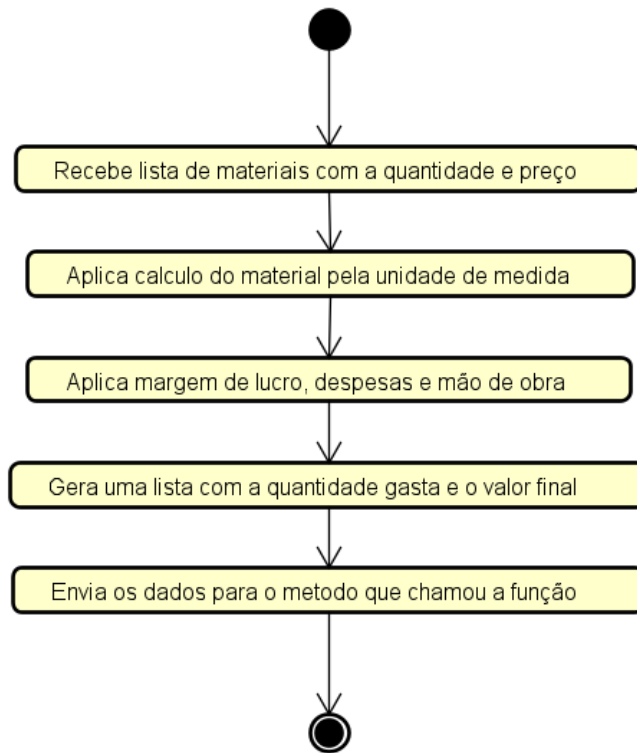 Recebe lista de materiais com a quantidade e preço
Aplica calculo do material pela unidade de medida
Aplica margem de lucro, despesas e mão de obra
Gera uma lista com a quantidade gasta e o valor final
Envia os dados para o metodo que chamou a função